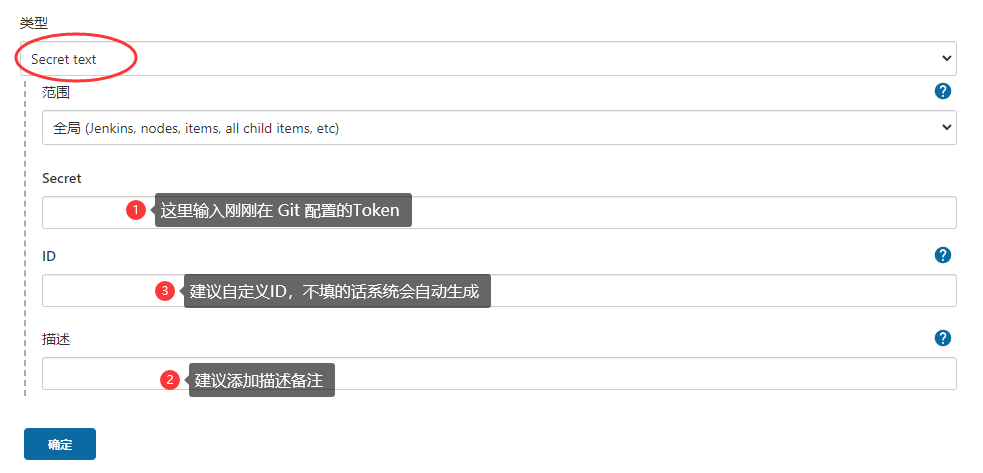 类型
Secret text
范围
?
全局 (Jenkins, nodes, items, all child items, etc)
Secret
1 这里输入刚刚在 Git 配置的Token
ID
?
3 建议自定义ID，不填的话系统会自动生成
描述
?
2 建议添加描述备注
确定